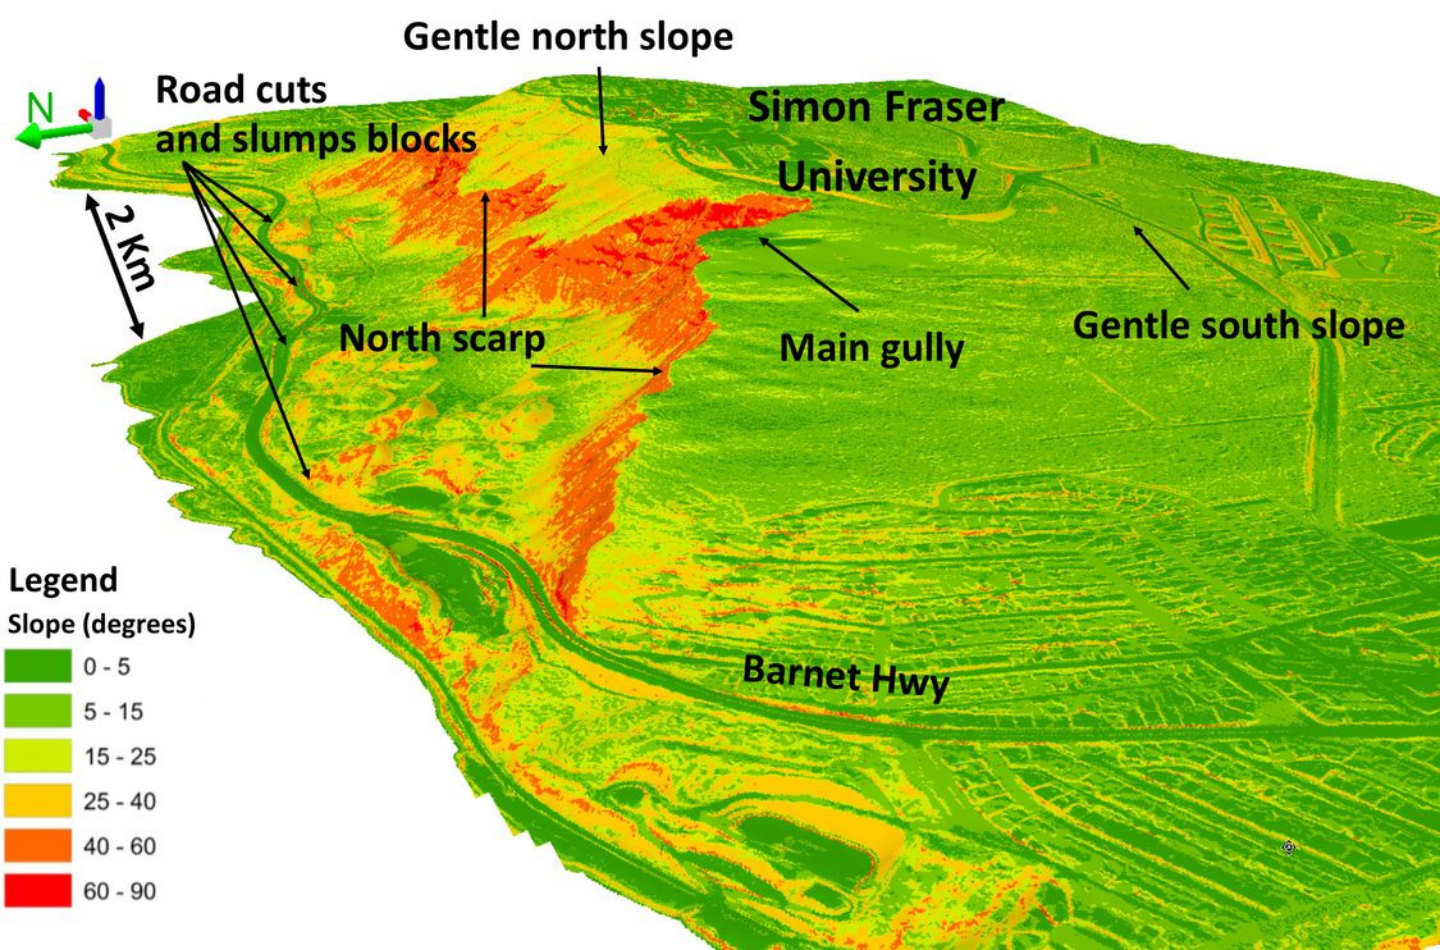 Gentle north slope
Road cuts
and slumps blocks
N
Simon Fraser
University
2 Km
North scarp
Main gully
Gentle south slope
Barnet Hwy
Legend
Slope (degrees)
0 - 5
5 - 15
15 - 25
25 - 40
40 - 60
60 - 90